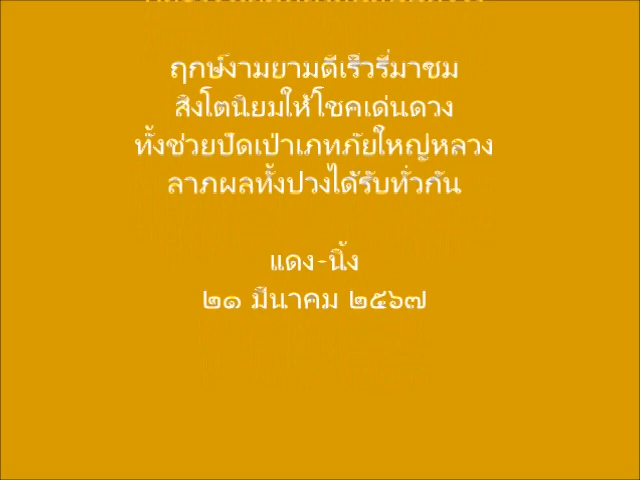 ฤกษ์งามยามดีเร็วรี่มาชม
สิงโตนิยมให้โชคเด่นดวง
ทั้งช่วยปัดเป่าเภทภัยใหญ่หลวง
ลาภผลทั้งปวงได้รับทั่วกัน
แดง-นิ้ง
๒๑ มีนาคม ๒๕๖๗